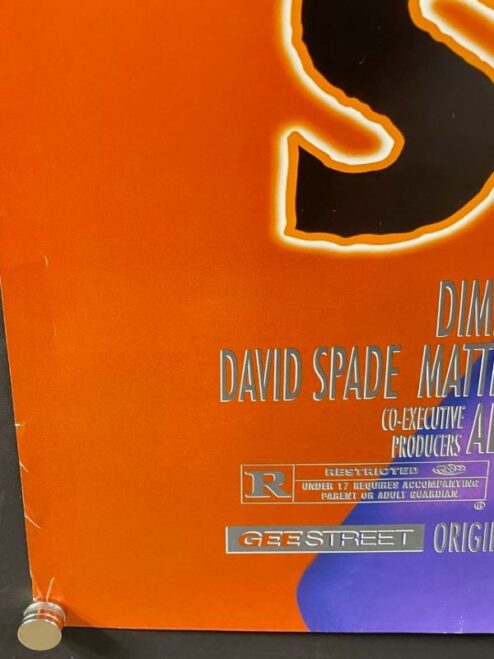 S
DIM
DAVID SPADE MATT
CO-EXECUTIVE
PRODUCERS
R
RESTRICTED
UNDER 17 REQUIRES ACCOMPANYING
PARENT OR ADULT GUARDIAN
®
GEESTREET ORIGI